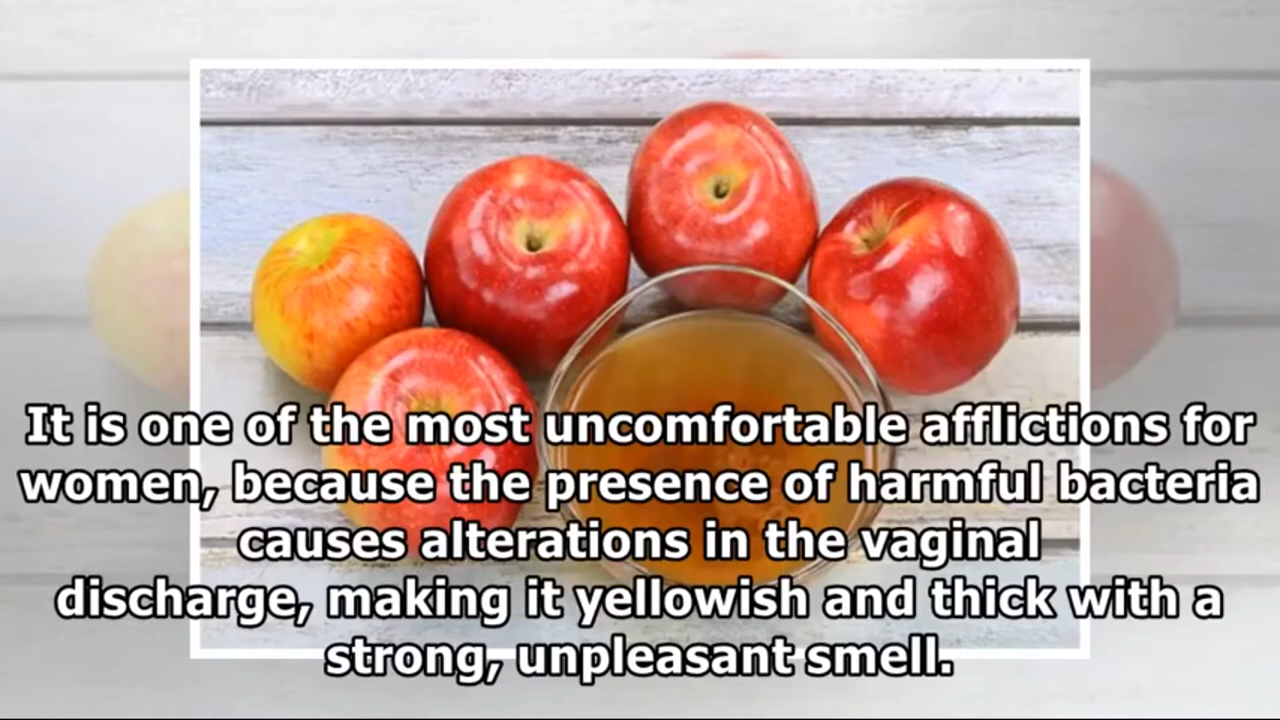 It is one of the most uncomfortable afflictions for
women, because the presence of harmful bacteria
causes alterations in the vaginal
discharge, making it yellowish and thick with a
strong, unpleasant smell.